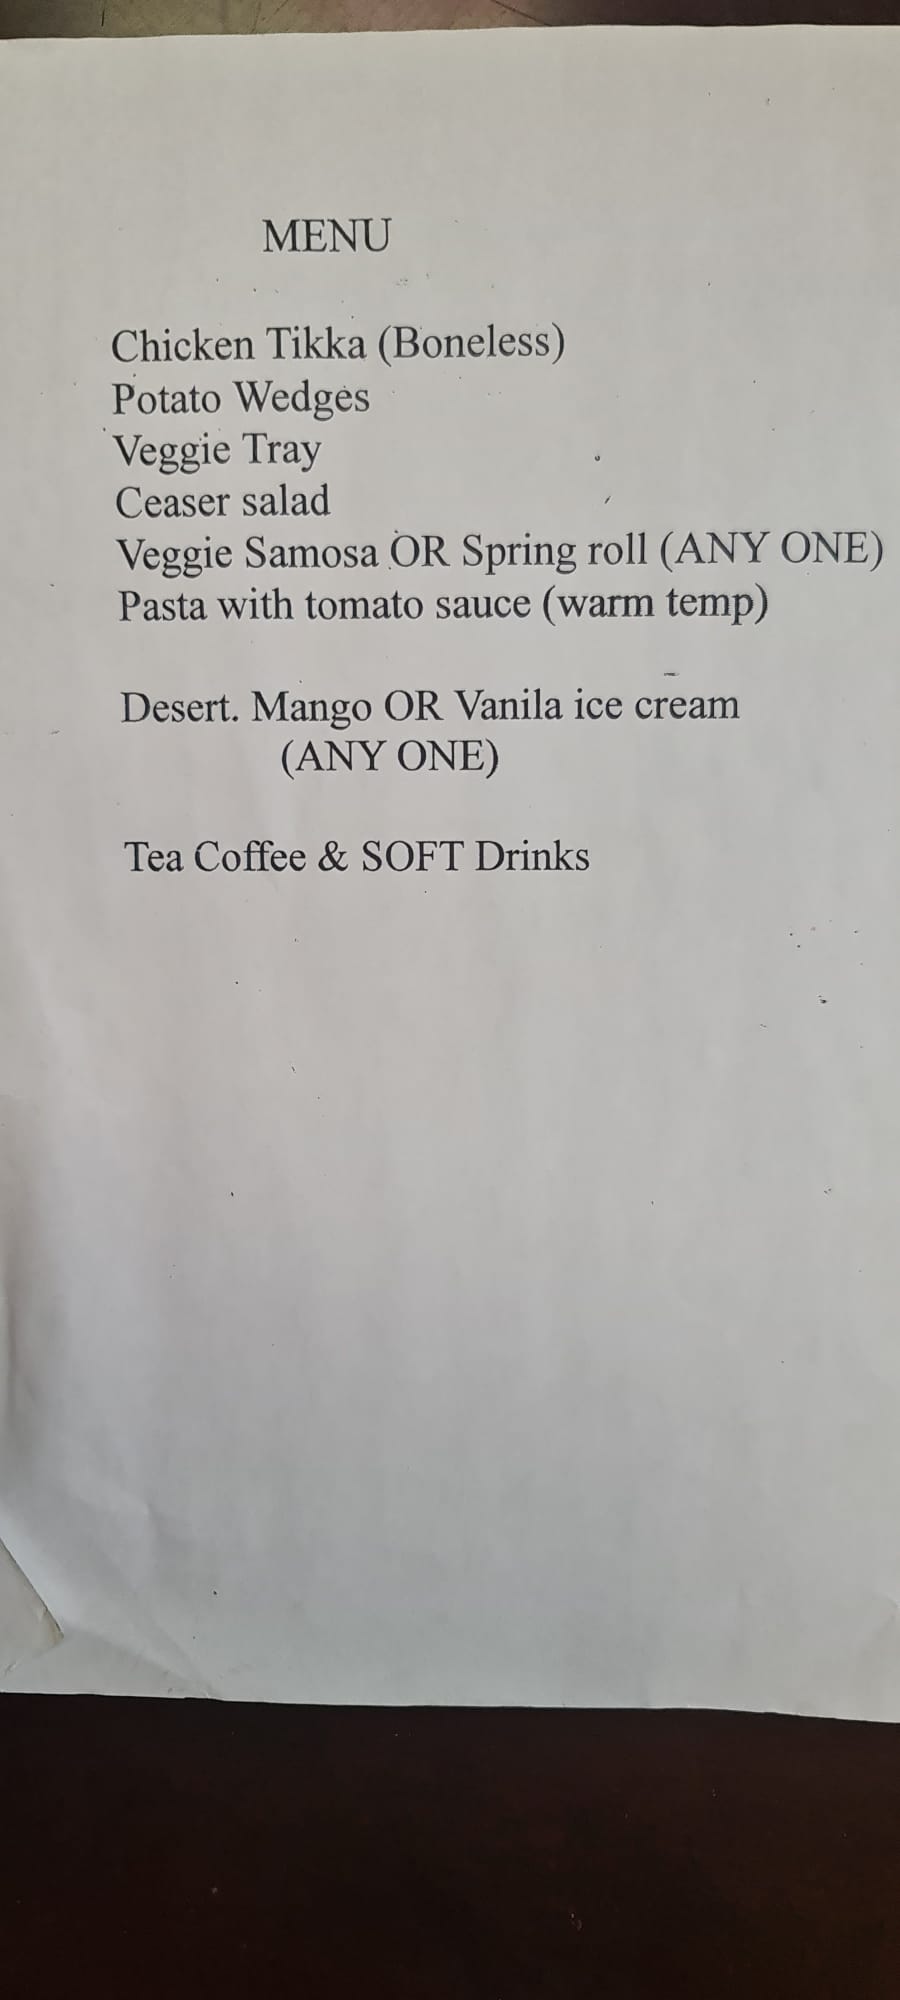 MENU
Chicken Tikka (Boneless)
Potato Wedges
Veggie Tray
Ceaser salad
Veggie Samosa OR Spring roll (ANY ONE)
Pasta with tomato sauce (warm temp)
Desert. Mango OR Vanila ice cream
(ANY ONE)
Tea Coffee & SOFT Drinks